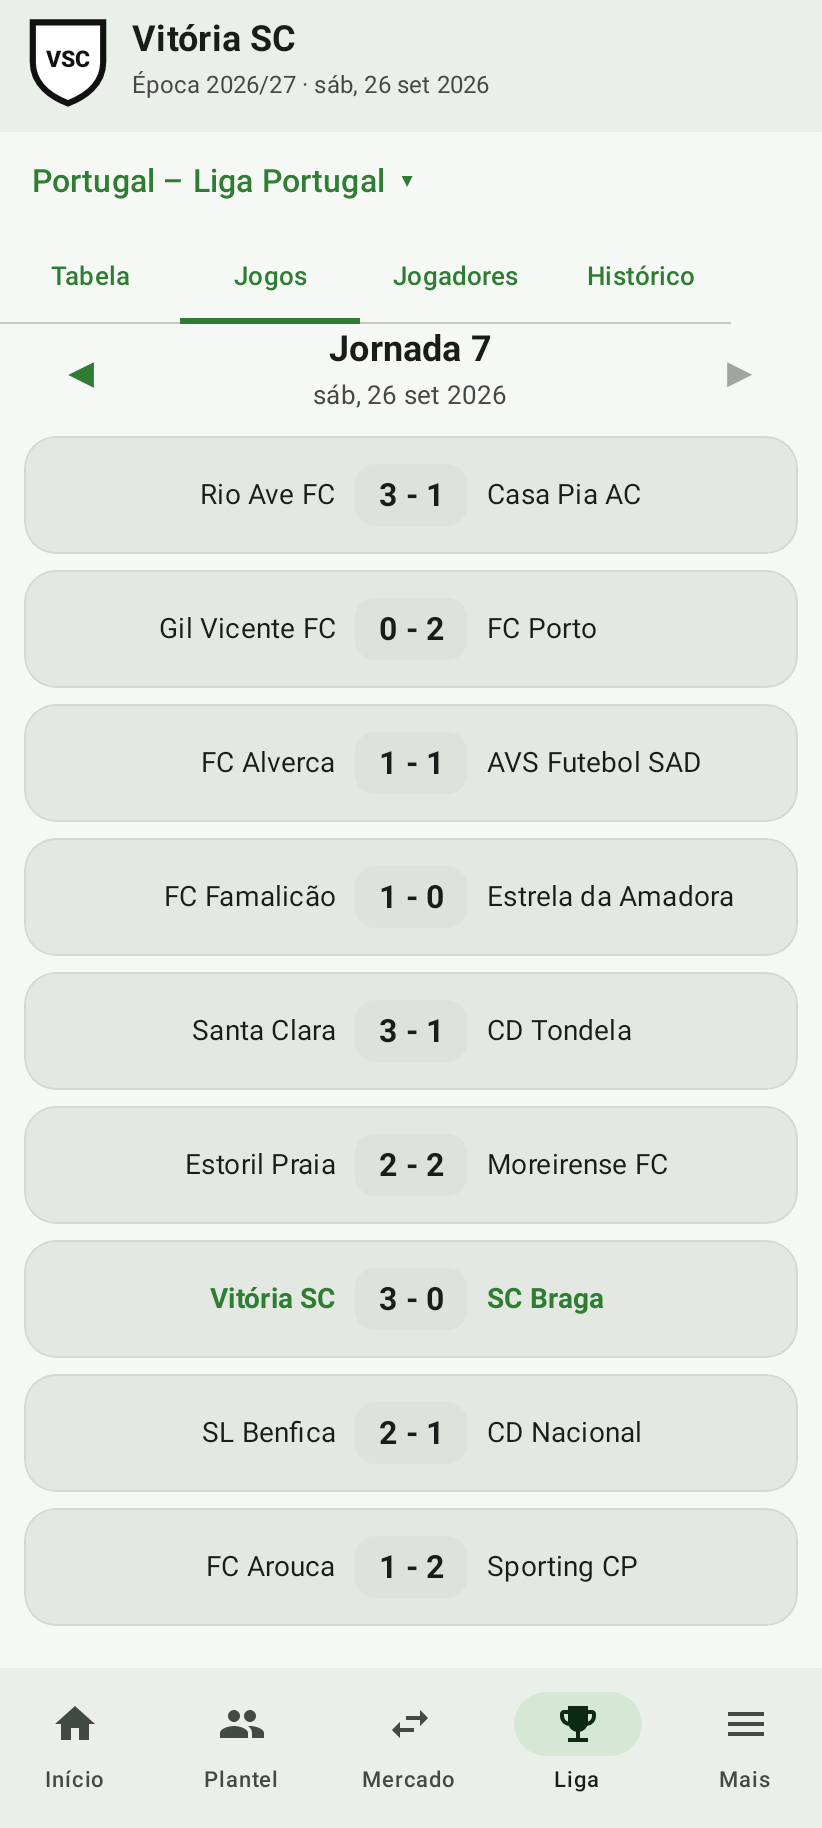 VSC
Vitória SC
Época 2026/27 · sáb, 26 set 2026
Portugal – Liga Portugal ▼
Tabela Jogos Jogadores Histórico
Jornada 7
◀ ▶
sáb, 26 set 2026
Rio Ave FC 3 - 1 Casa Pia AC
Gil Vicente FC 0 - 2 FC Porto
FC Alverca 1 - 1 AVS Futebol SAD
FC Famalicão 1 - 0 Estrela da Amadora
Santa Clara 3 - 1 CD Tondela
Estoril Praia 2 - 2 Moreirense FC
Vitória SC 3 - 0 SC Braga
SL Benfica 2 - 1 CD Nacional
FC Arouca 1 - 2 Sporting CP
Início Plantel Mercado Liga Mais